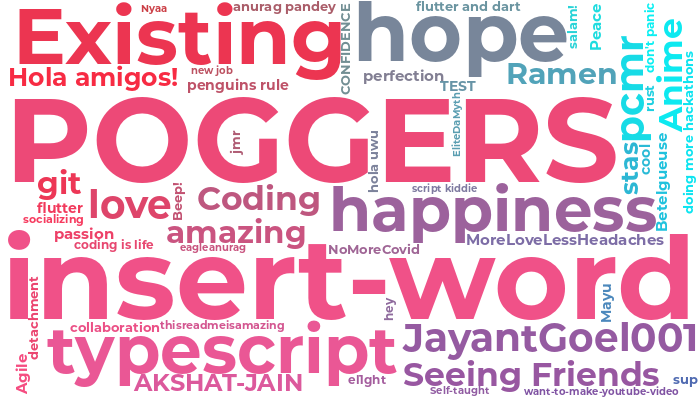 Existing
Nyaa
anurag pandey
CONFIDENCE
hope
flutter and dart
salam!
Peace
don't panic
Anime
Hola amigos!
new job
penguins rule
perfection
TEST
Ramen
pcmr
rust
doing more hackathons
POGGERS
jmr
hola uwu
EliteDaMyth
stas
cool
Betelgeuse
git
love
Beep!
Coding
script kiddie
happiness
flutter
socializing
passion
coding is life
amazing
eagleanurag
NoMoreCovid
MoreLoveLessHeadaches
insert-word
detachment
hey
Mayu
collaboration
thisreadmeisamazing
typescript
JayantGoel001
Agile
AKSHAT-JAIN
el1ght
Seeing Friends
sup
Self-taught
want-to-make-youtube-video